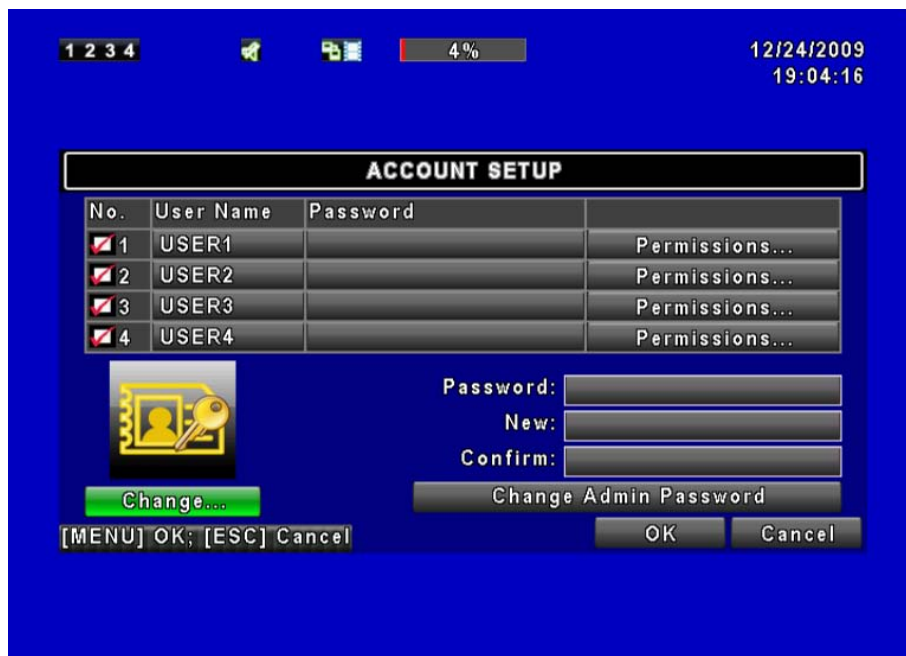 1 2 3 4 4% 12/24/2009
19:04:16
ACCOUNT SETUP
No. User Name Password
1 USER1 Permissions...
2 USER2 Permissions...
3 USER3 Permissions...
4 USER4 Permissions...
Password:
New:
Confirm:
Change... Change Admin Password
[MENU] OK; [ESC] Cancel OK Cancel